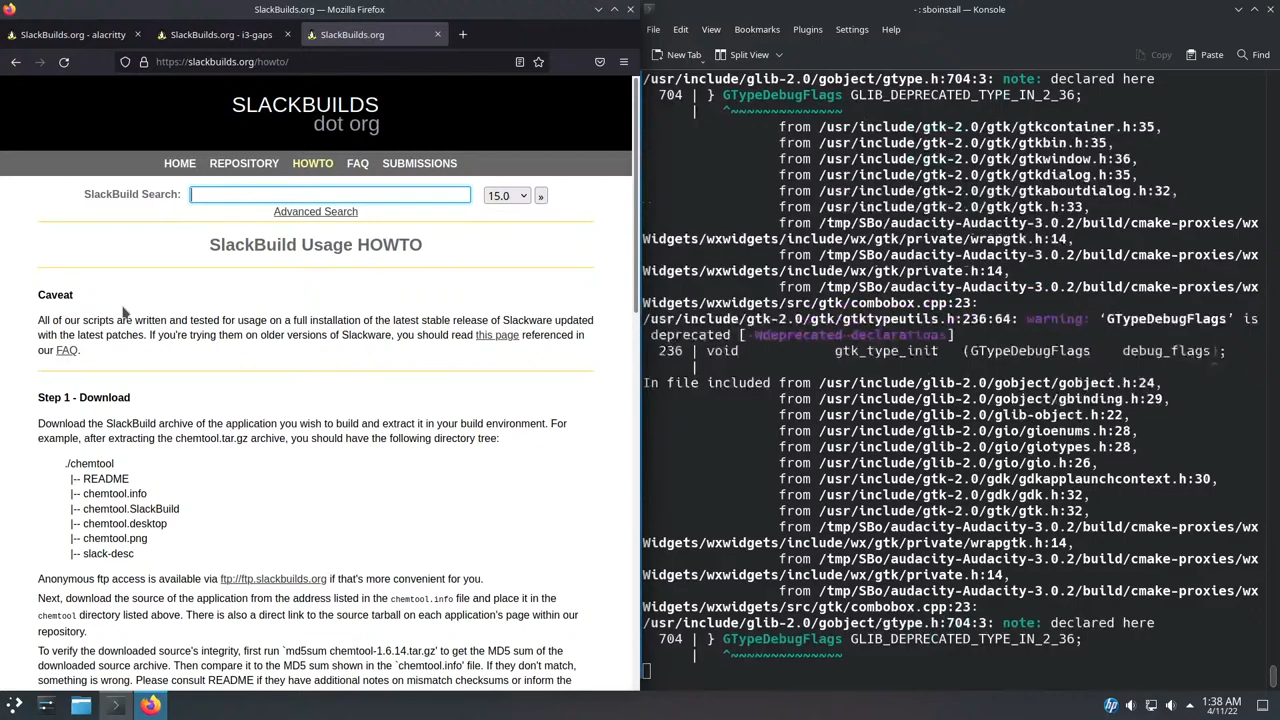 SlackBuilds.org — Mozilla Firefox
SlackBuilds.org - alacritty
SlackBuilds.org - i3-gaps
SlackBuilds.org
https://slackbuilds.org/howto/
SLACKBUILDS
dot org
HOME REPOSITORY HOWTO FAQ SUBMISSIONS
SlackBuild Search: 15.0 »
Advanced Search
SlackBuild Usage HOWTO
Caveat
All of our scripts are written and tested for usage on a full installation of the latest stable release of Slackware updated
with the latest patches. If you're trying them on older versions of Slackware, you should read this page referenced in
our FAQ.
Step 1 - Download
Download the SlackBuild archive of the application you wish to build and extract it in your build environment. For
example, after extracting the chemtool.tar.gz archive, you should have the following directory tree:
./chemtool
|-- README
|-- chemtool.info
|-- chemtool.SlackBuild
|-- chemtool.desktop
|-- chemtool.png
|-- slack-desc
Anonymous ftp access is available via ftp://ftp.slackbuilds.org if that's more convenient for you.
Next, download the source of the application from the address listed in the chemtool.info file and place it in the
chemtool directory listed above. There is also a direct link to the source tarball on each application's page within our
repository.
To verify the downloaded source's integrity, first run `md5sum chemtool-1.6.14.tar.gz' to get the MD5 sum of the
downloaded source archive. Then compare it to the MD5 sum shown in the `chemtool.info' file. If they don't match,
something is wrong. Please consult README if they have additional notes on mismatch checksums or inform the
- : sboinstall — Konsole
File Edit View Bookmarks Plugins Settings Help
New Tab Split View Copy Paste Find
/usr/include/glib-2.0/gobject/gtype.h:704:3: note: declared here
704 | } GTypeDebugFlags GLIB_DEPRECATED_TYPE_IN_2_36;
| ^~~~~~~~~~~~~~~
from /usr/include/gtk-2.0/gtk/gtkcontainer.h:35,
from /usr/include/gtk-2.0/gtk/gtkbin.h:35,
from /usr/include/gtk-2.0/gtk/gtkwindow.h:36,
from /usr/include/gtk-2.0/gtk/gtkdialog.h:35,
from /usr/include/gtk-2.0/gtk/gtkaboutdialog.h:32,
from /usr/include/gtk-2.0/gtk/gtk.h:33,
from /tmp/SBo/audacity-Audacity-3.0.2/build/cmake-proxies/wx
Widgets/wxwidgets/include/wx/gtk/private/wrapgtk.h:14,
from /tmp/SBo/audacity-Audacity-3.0.2/build/cmake-proxies/wx
Widgets/wxwidgets/include/wx/gtk/private.h:14,
from /tmp/SBo/audacity-Audacity-3.0.2/build/cmake-proxies/wx
Widgets/wxwidgets/src/gtk/combobox.cpp:23:
/usr/include/gtk-2.0/gtk/gtktypeutils.h:236:64: warning: ‘GTypeDebugFlags’ is
deprecated [-Wdeprecated-declarations]
236 | void gtk_type_init (GTypeDebugFlags debug_flags);
|
In file included from /usr/include/glib-2.0/gobject/gobject.h:24,
from /usr/include/glib-2.0/gobject/gbinding.h:29,
from /usr/include/glib-2.0/glib-object.h:22,
from /usr/include/glib-2.0/gio/gioenums.h:28,
from /usr/include/glib-2.0/gio/giotypes.h:28,
from /usr/include/glib-2.0/gio/gio.h:26,
from /usr/include/gtk-2.0/gdk/gdkapplaunchcontext.h:30,
from /usr/include/gtk-2.0/gdk/gdk.h:32,
from /usr/include/gtk-2.0/gtk/gtk.h:32,
from /tmp/SBo/audacity-Audacity-3.0.2/build/cmake-proxies/wx
Widgets/wxwidgets/include/wx/gtk/private/wrapgtk.h:14,
from /tmp/SBo/audacity-Audacity-3.0.2/build/cmake-proxies/wx
Widgets/wxwidgets/include/wx/gtk/private.h:14,
from /tmp/SBo/audacity-Audacity-3.0.2/build/cmake-proxies/wx
Widgets/wxwidgets/src/gtk/combobox.cpp:23:
/usr/include/glib-2.0/gobject/gtype.h:704:3: note: declared here
704 | } GTypeDebugFlags GLIB_DEPRECATED_TYPE_IN_2_36;
| ^~~~~~~~~~~~~~~
1:38 AM
4/11/22